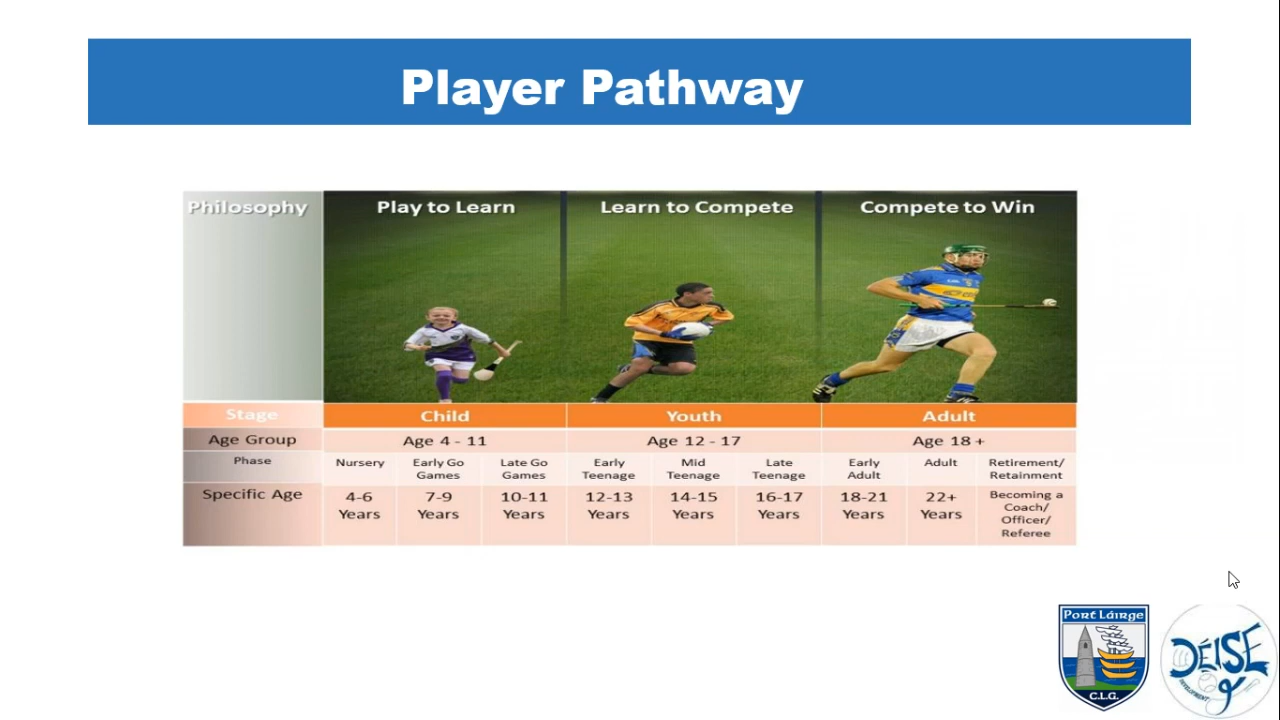 Player Pathway
Philosophy
Play to Learn
Learn to Compete
Compete to Win
Stage
Child
Youth
Adult
Age Group
Age 4 - 11
Age 12 - 17
Age 18 +
Phase
Nursery
Early Go
Games
Late Go
Games
Early
Teenage
Mid
Teenage
Late
Teenage
Early
Adult
Adult
Retirement/
Retainment
Specific Age
4-6
Years
7-9
Years
10-11
Years
12-13
Years
14-15
Years
16-17
Years
18-21
Years
22+
Years
Becoming a
Coach/
Officer/
Referee
Port Láirge
C.L.G.
DÉISE
DEVELOPMENT